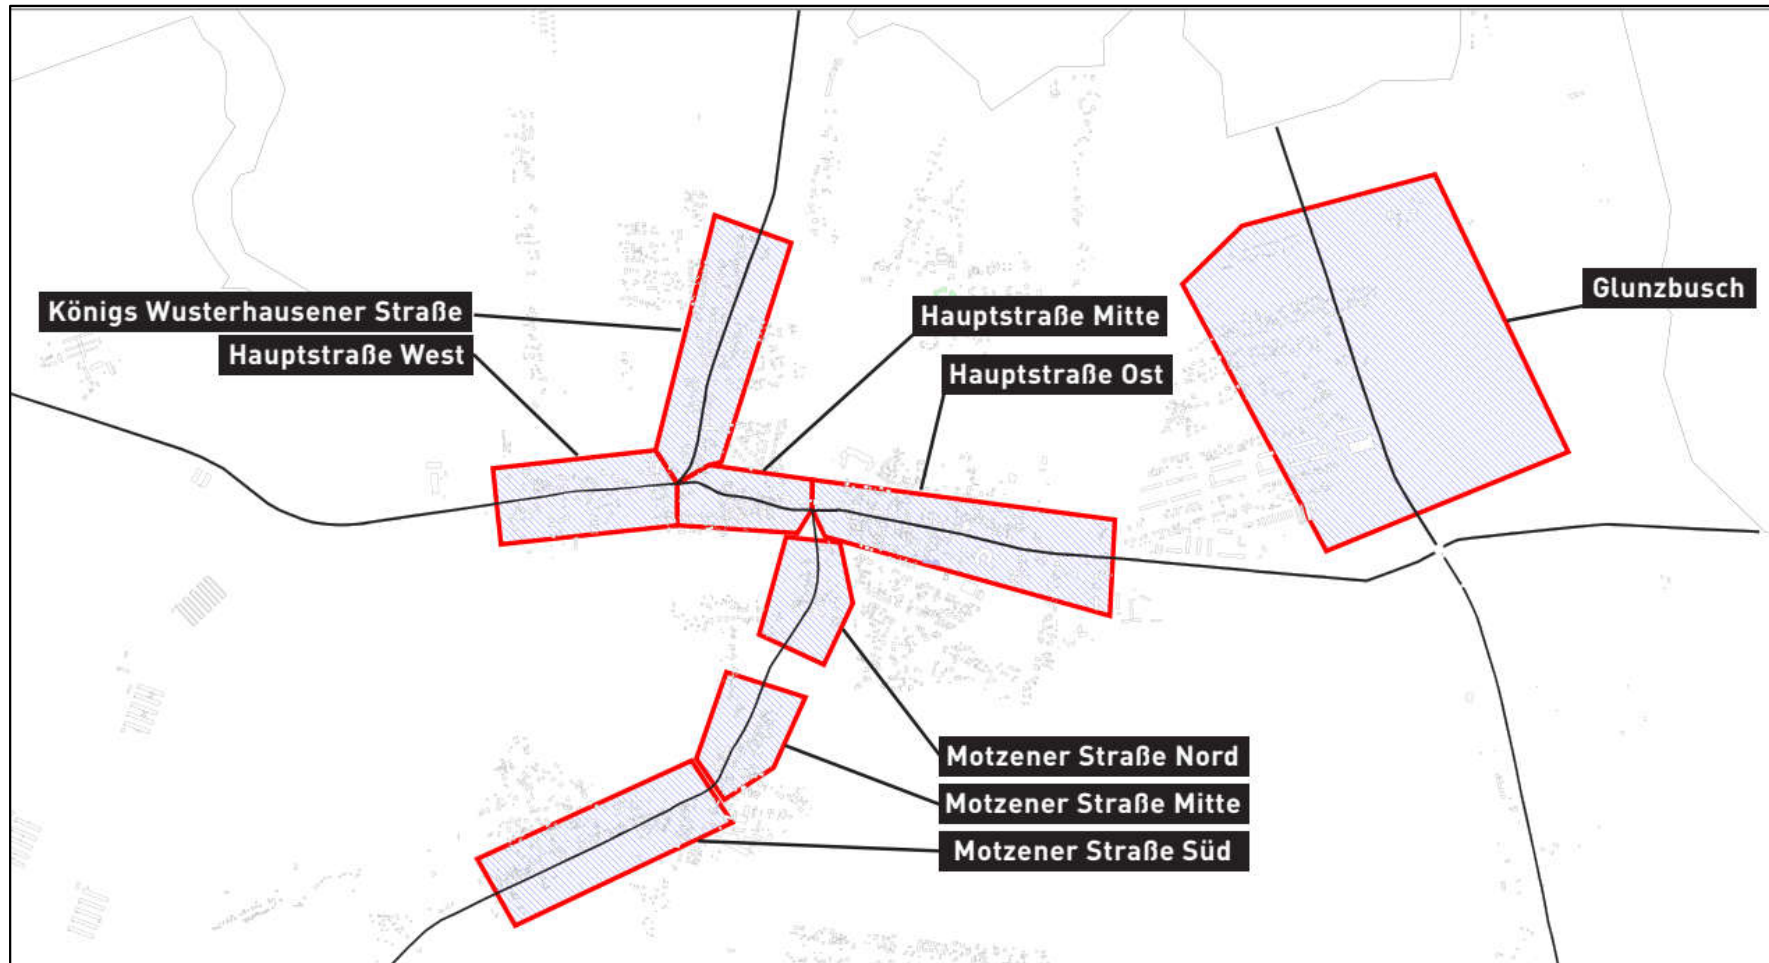 Königs Wusterhausener Straße
Hauptstraße West
Hauptstraße Mitte
Hauptstraße Ost
Glunzbusch
Motzener Straße Nord
Motzener Straße Mitte
Motzener Straße Süd